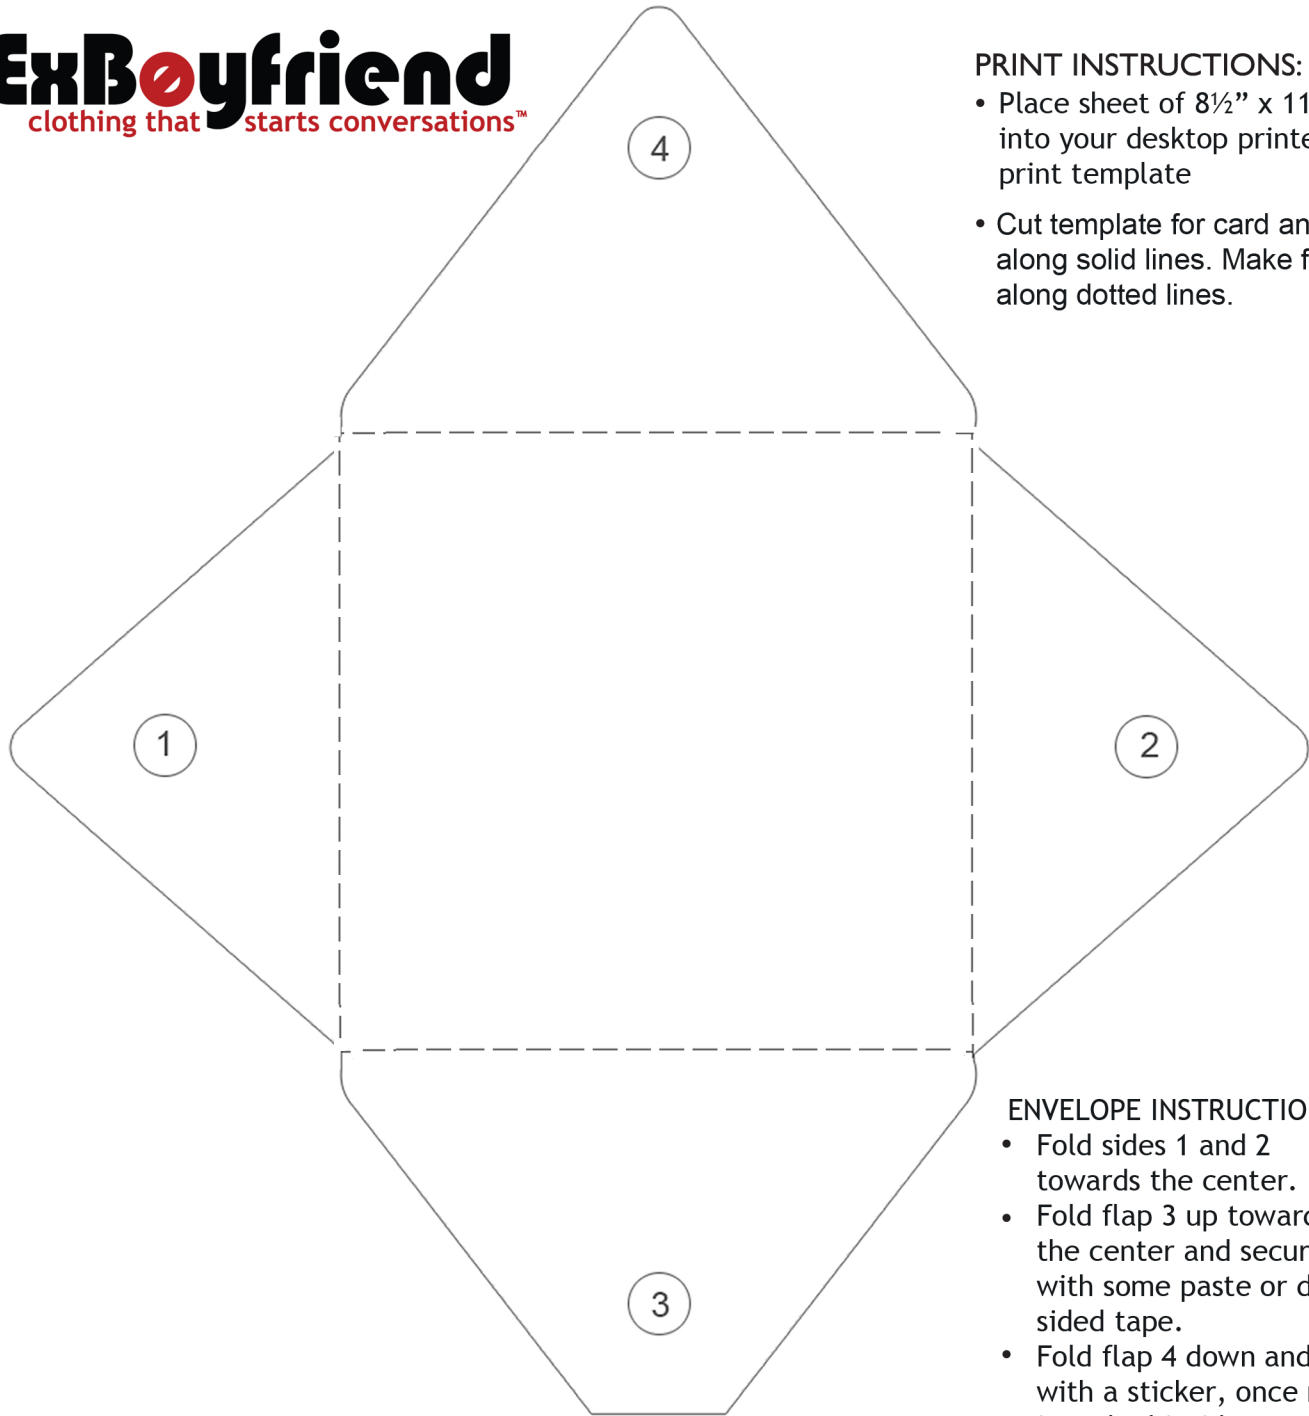 ExBoyfriend
clothing that starts conversations™
PRINT INSTRUCTIONS:
• Place sheet of 8½” x 11
into your desktop printe
print template
• Cut template for card an
along solid lines. Make f
along dotted lines.
4
1
2
3
ENVELOPE INSTRUCTIO
• Fold sides 1 and 2
towards the center.
• Fold flap 3 up toward
the center and secur
with some paste or d
sided tape.
• Fold flap 4 down and
with a sticker, once